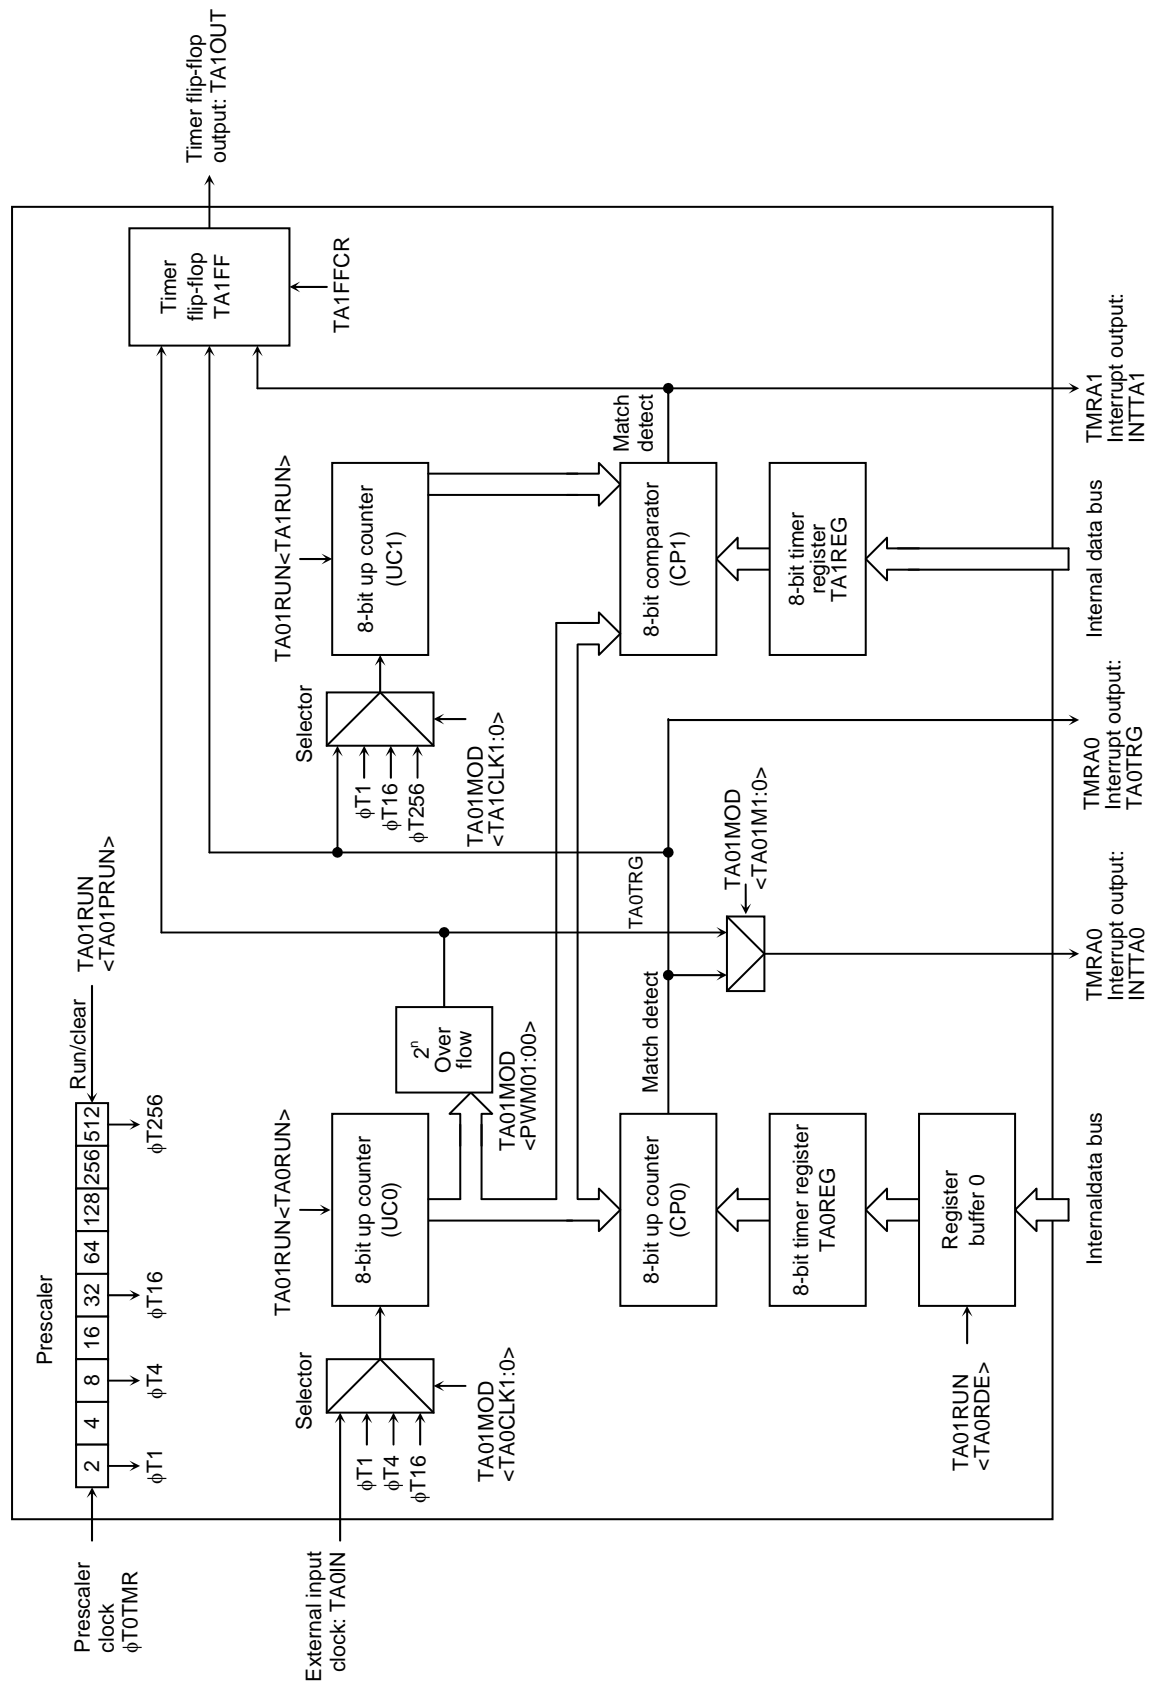 Prescaler
Prescaler
clock
ϕT0TMR
2
4
8
16
32
64
128
256
512
Run/clear
TA01RUN
<TA01PRUN>
ϕT1
ϕT4
ϕT16
ϕT256
External input
clock: TA0IN
Selector
ϕT1
ϕT4
ϕT16
TA01MOD
<TA0CLK1:0>
TA01RUN<TA0RUN>
8-bit up counter
(UC0)
2ⁿ
Over
flow
TA01MOD
<PWM01:00>
8-bit up counter
(CP0)
Match detect
TA0TRG
8-bit timer register
TA0REG
Register
buffer 0
TA01RUN
<TA0RDE>
Internaldata bus
TA01MOD
<TA01M1:0>
TMRA0
Interrupt output:
INTTA0
TMRA0
Interrupt output:
TA0TRG
Selector
ϕT1
ϕT16
ϕT256
TA01MOD
<TA1CLK1:0>
TA01RUN<TA1RUN>
8-bit up counter
(UC1)
8-bit comparator
(CP1)
Match
detect
8-bit timer
register
TA1REG
Internal data bus
TMRA1
Interrupt output:
INTTA1
Timer
flip-flop
TA1FF
TA1FFCR
Timer flip-flop
output: TA1OUT